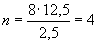 n = 8·12,5 / 2,5 = 4